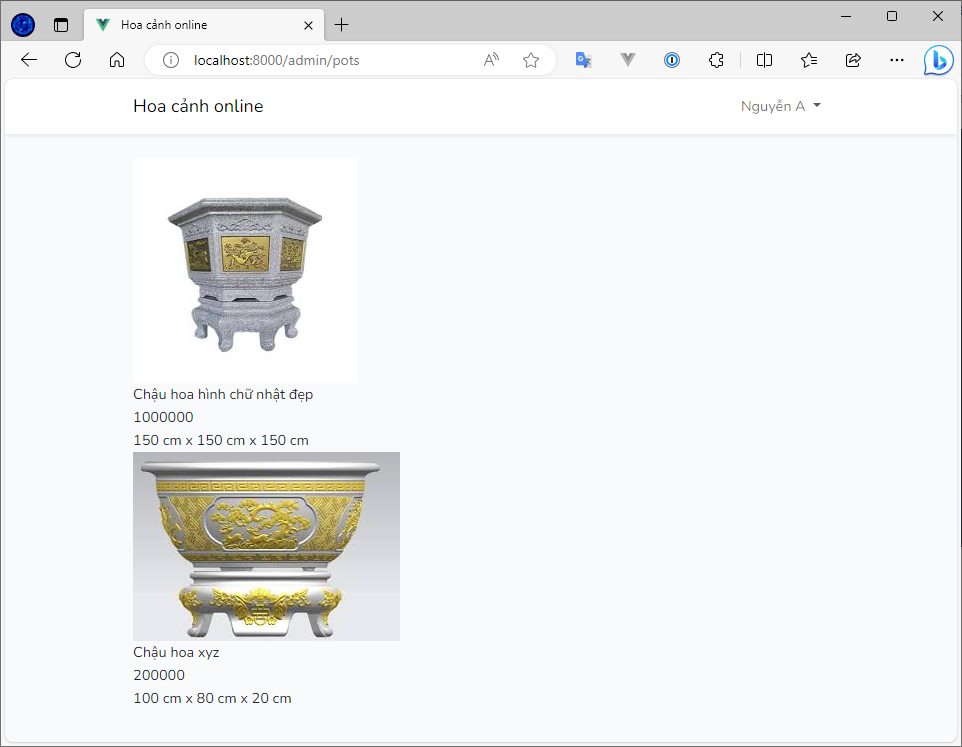 Hoa cảnh online
localhost:8000/admin/pots
Hoa cảnh online
Nguyễn A
Chậu hoa hình chữ nhật đẹp
1000000
150 cm x 150 cm x 150 cm
Chậu hoa xyz
200000
100 cm x 80 cm x 20 cm